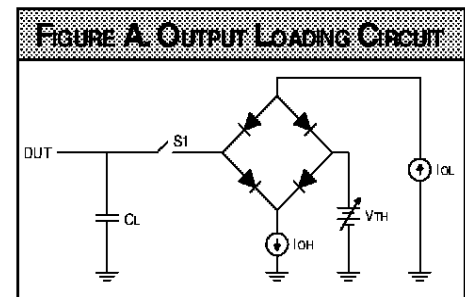 FIGURE A. OUTPUT LOADING CIRCUIT
DUT
S1
IOL
CL
VTH
IOH